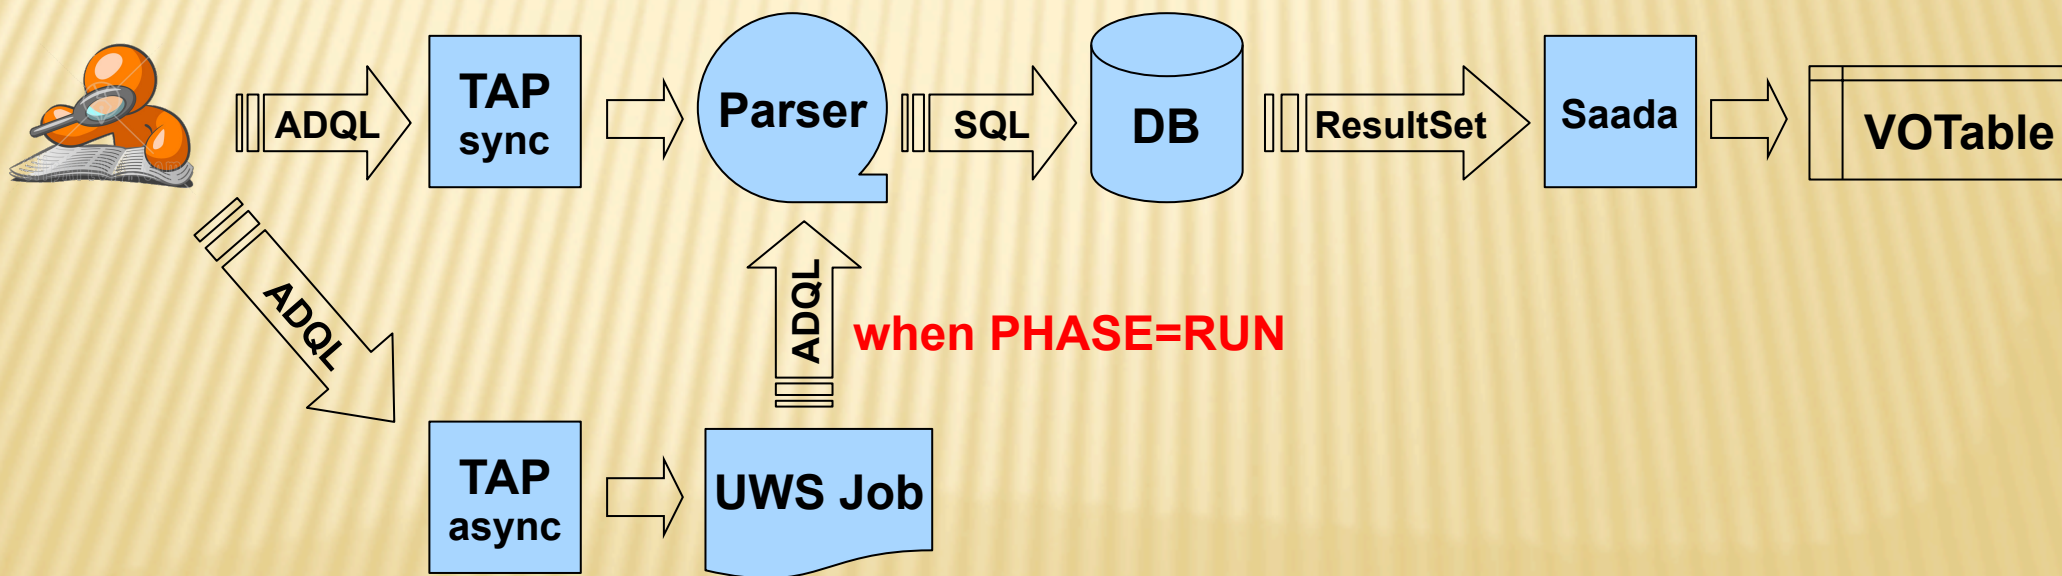 ADQL
TAP
sync
Parser
SQL
DB
ResultSet
Saada
VOTable
ADQL
ADQL
when PHASE=RUN
TAP
async
UWS Job